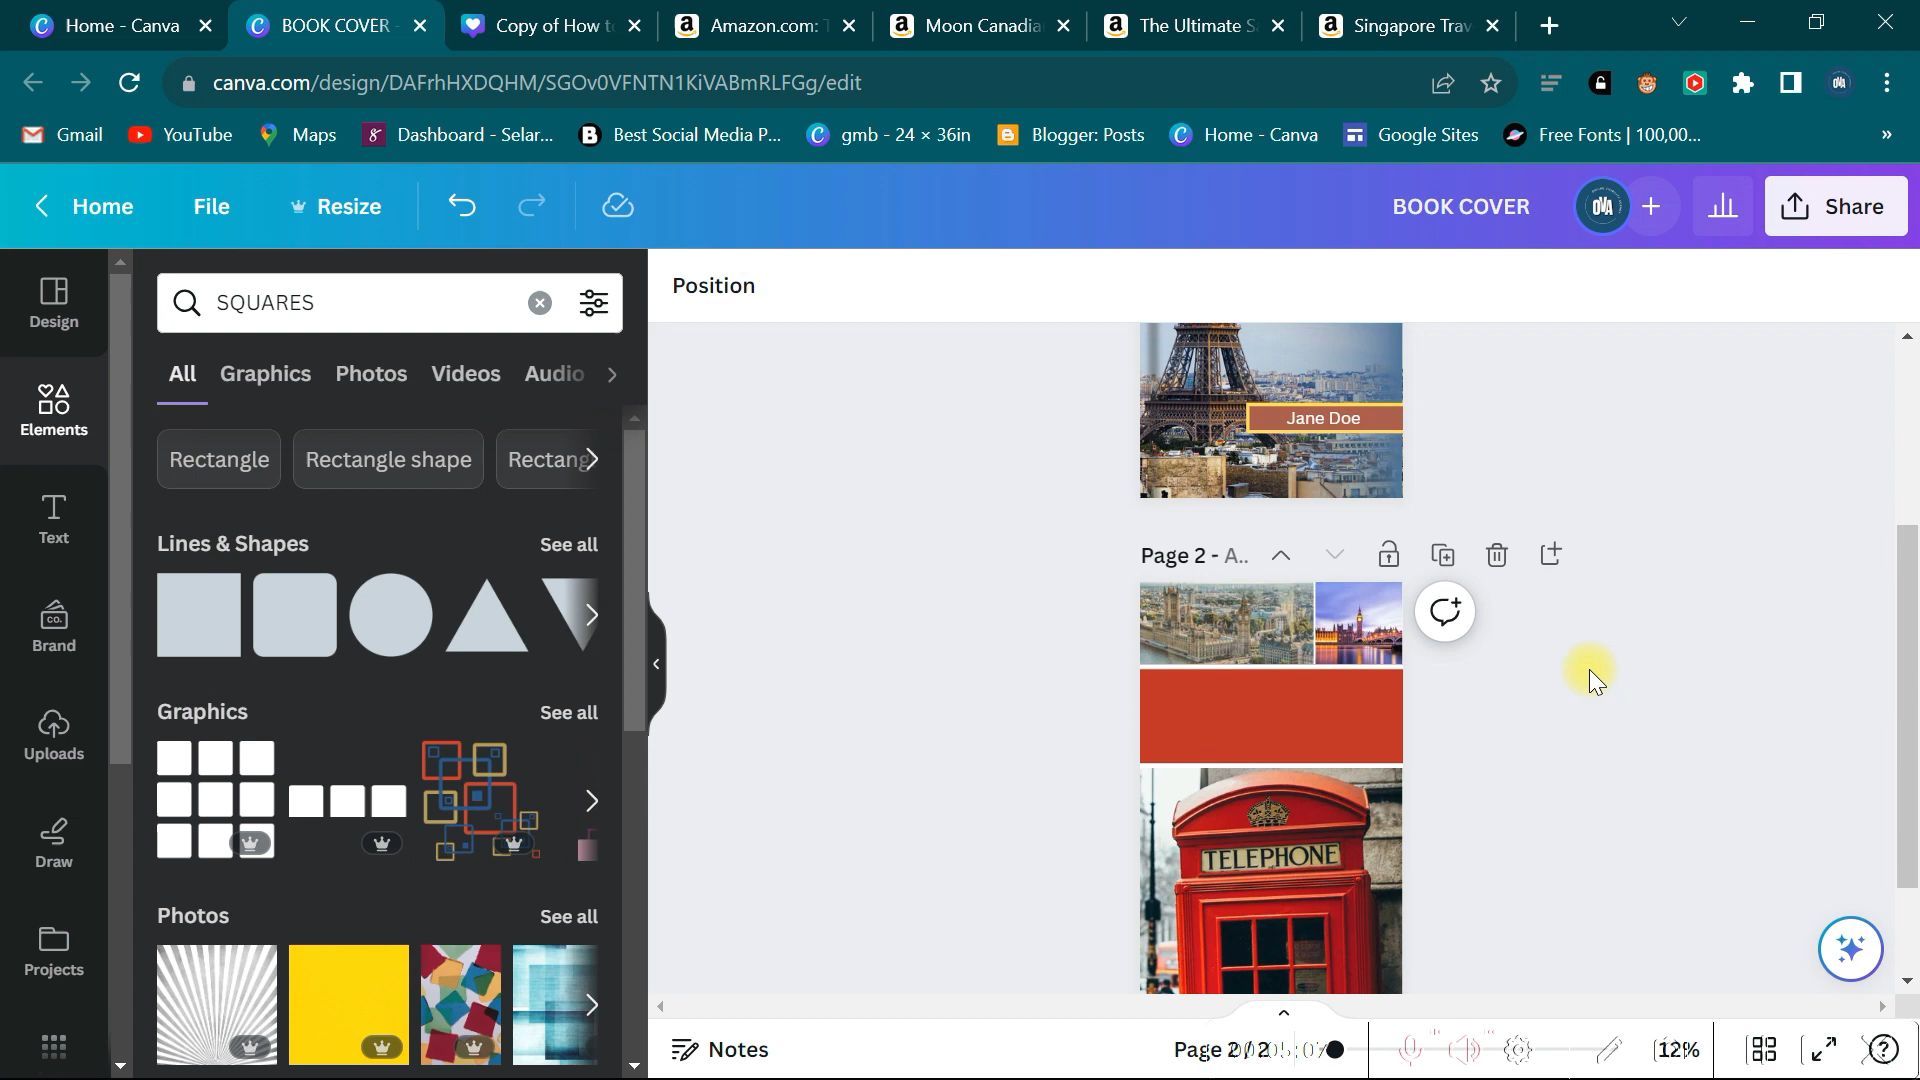 Home - Canva
BOOK COVER -
Copy of How t
Amazon.com: T
Moon Canadia
The Ultimate S
Singapore Trav
canva.com/design/DAFrhHXDQHM/SGOv0VFNTN1KiVABmRLFGg/edit
Gmail
YouTube
Maps
Dashboard - Selar...
Best Social Media P...
gmb - 24 × 36in
Blogger: Posts
Home - Canva
Google Sites
Free Fonts | 100,00...
»
Home
File
Resize
BOOK COVER
OVA
Share
Design
Elements
Text
Brand
Uploads
Draw
Projects
SQUARES
All
Graphics
Photos
Videos
Audio
Rectangle
Rectangle shape
Rectang
Lines & Shapes
See all
Graphics
See all
Photos
See all
Position
Jane Doe
Page 2 - A..
TELEPHONE
Notes
Page 2 / 2
12%